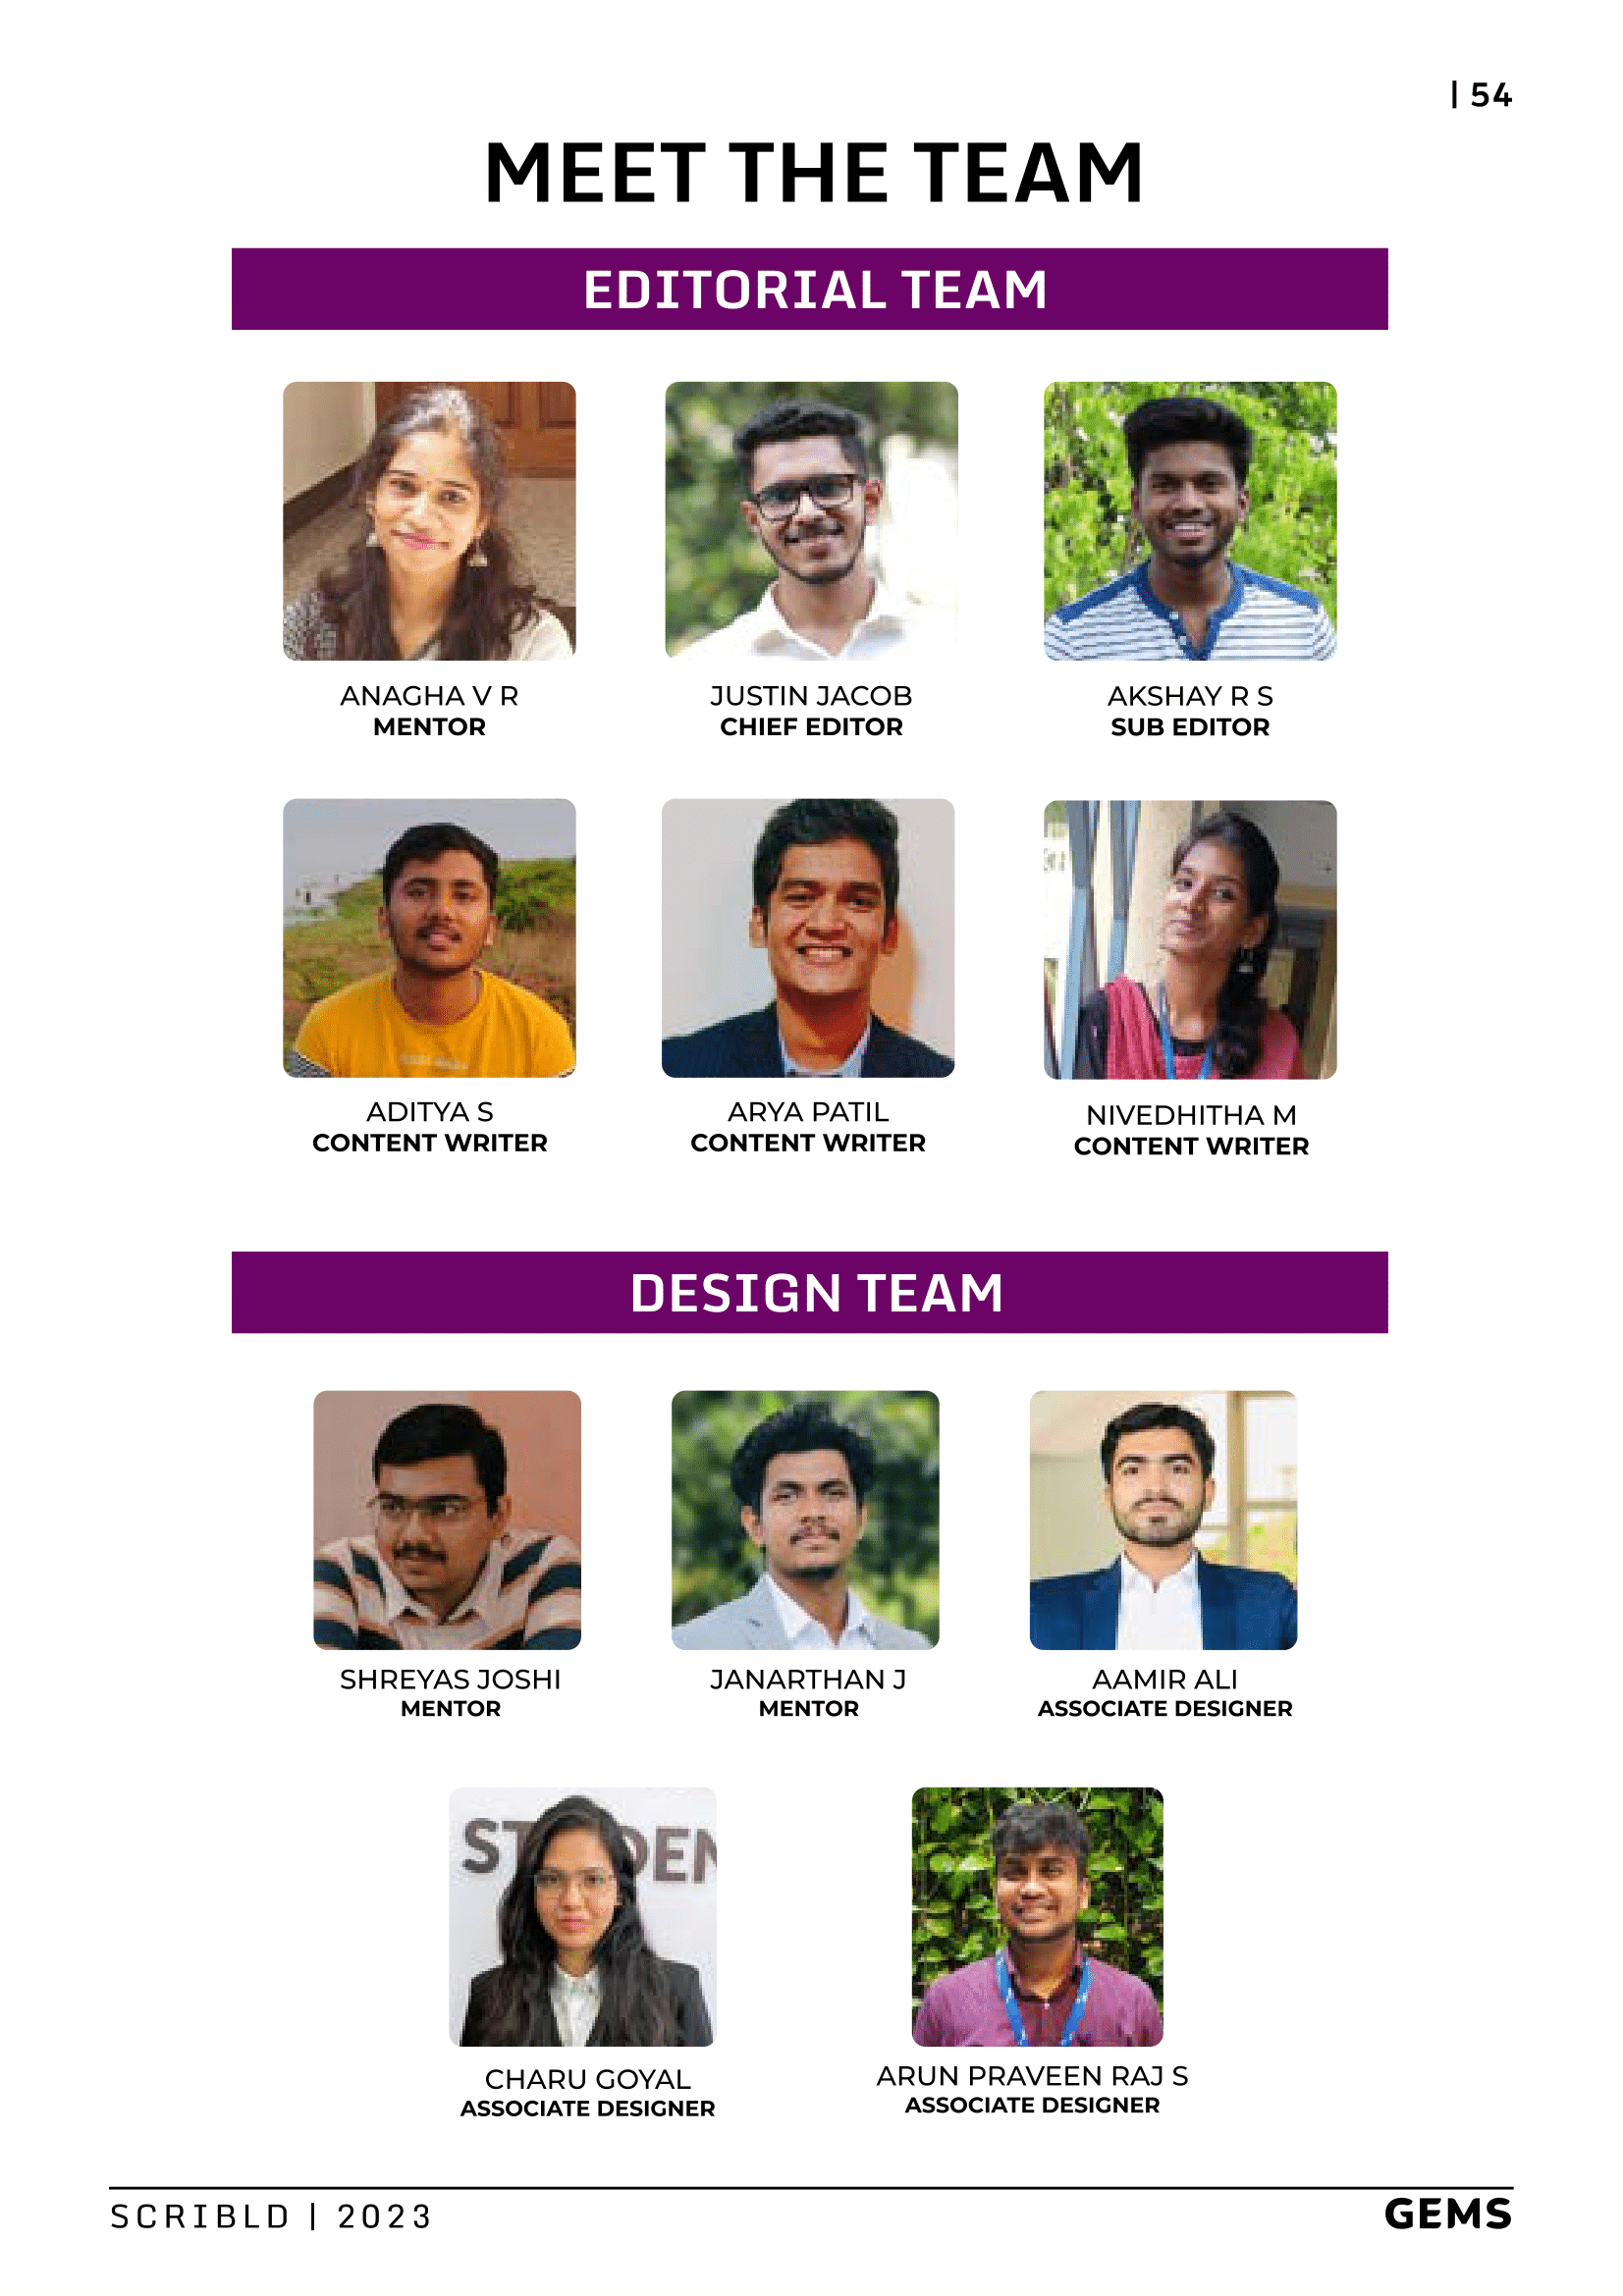 | 54
MEET THE TEAM
EDITORIAL TEAM
ANAGHA V R
MENTOR
JUSTIN JACOB
CHIEF EDITOR
AKSHAY R S
SUB EDITOR
ADITYA S
CONTENT WRITER
ARYA PATIL
CONTENT WRITER
NIVEDHITHA M
CONTENT WRITER
DESIGN TEAM
SHREYAS JOSHI
MENTOR
JANARTHAN J
MENTOR
AAMIR ALI
ASSOCIATE DESIGNER
CHARU GOYAL
ASSOCIATE DESIGNER
ARUN PRAVEEN RAJ S
ASSOCIATE DESIGNER
SCRIBLD | 2023
GEMS